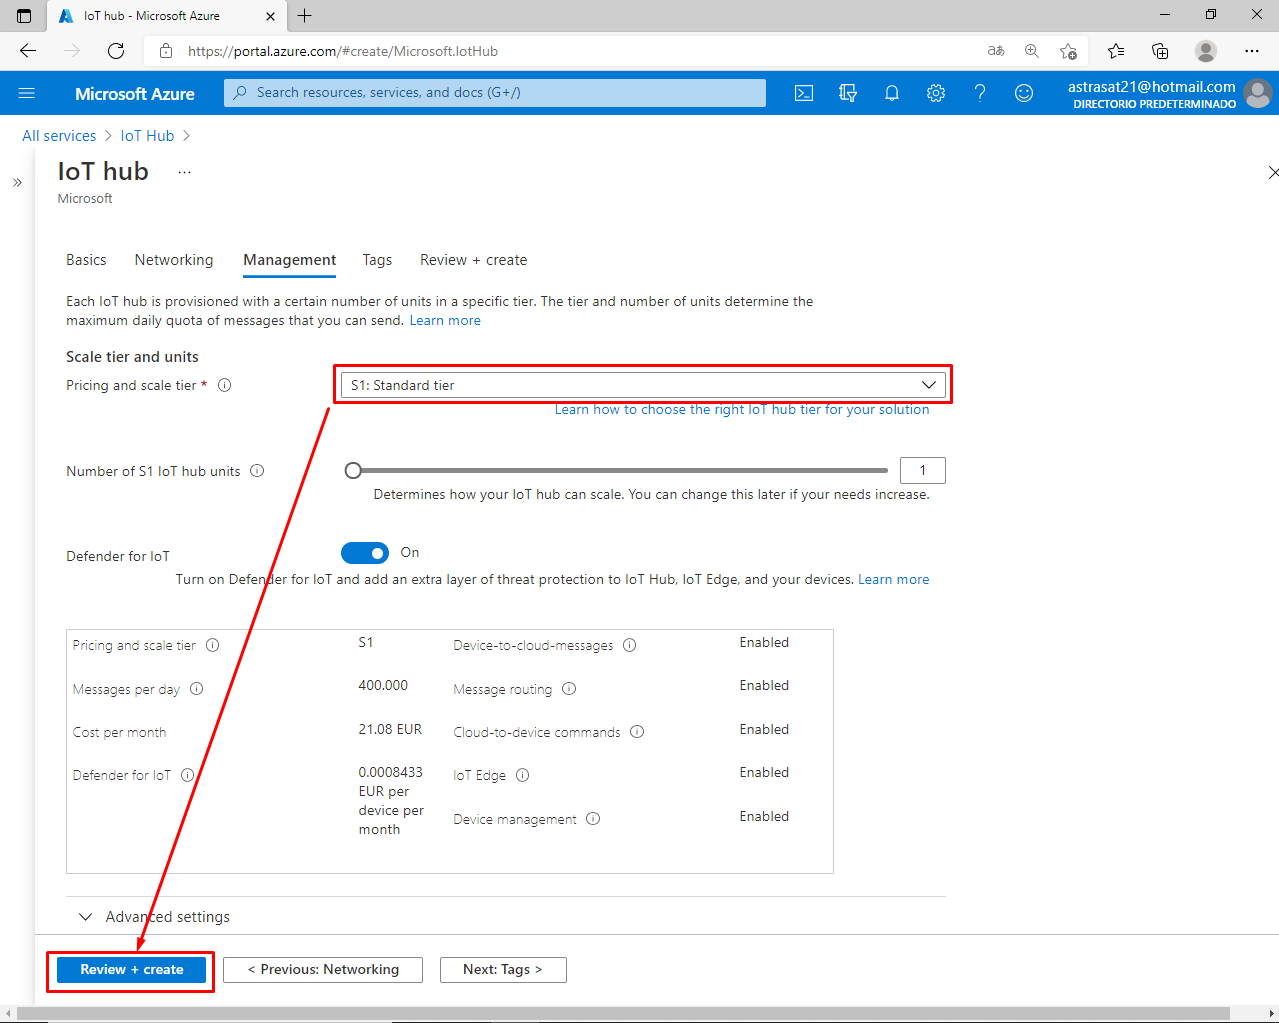 IoT hub - Microsoft Azure
https://portal.azure.com/#create/Microsoft.IotHub
Microsoft Azure
Search resources, services, and docs (G+/)
astrasat21@hotmail.com
DIRECTORIO PREDETERMINADO
All services > IoT Hub >
IoT hub ...
Microsoft
Basics Networking Management Tags Review + create
Each IoT hub is provisioned with a certain number of units in a specific tier. The tier and number of units determine the
maximum daily quota of messages that you can send. Learn more
Scale tier and units
Pricing and scale tier *
S1: Standard tier
Learn how to choose the right IoT hub tier for your solution
Number of S1 IoT hub units
1
Determines how your IoT hub can scale. You can change this later if your needs increase.
Defender for IoT
On
Turn on Defender for IoT and add an extra layer of threat protection to IoT Hub, IoT Edge, and your devices. Learn more
Pricing and scale tier S1
Messages per day 400.000
Cost per month 21.08 EUR
Defender for IoT 0.0008433
EUR per
device per
month
Device-to-cloud-messages Enabled
Message routing Enabled
Cloud-to-device commands Enabled
IoT Edge Enabled
Device management Enabled
Advanced settings
Review + create
< Previous: Networking
Next: Tags >